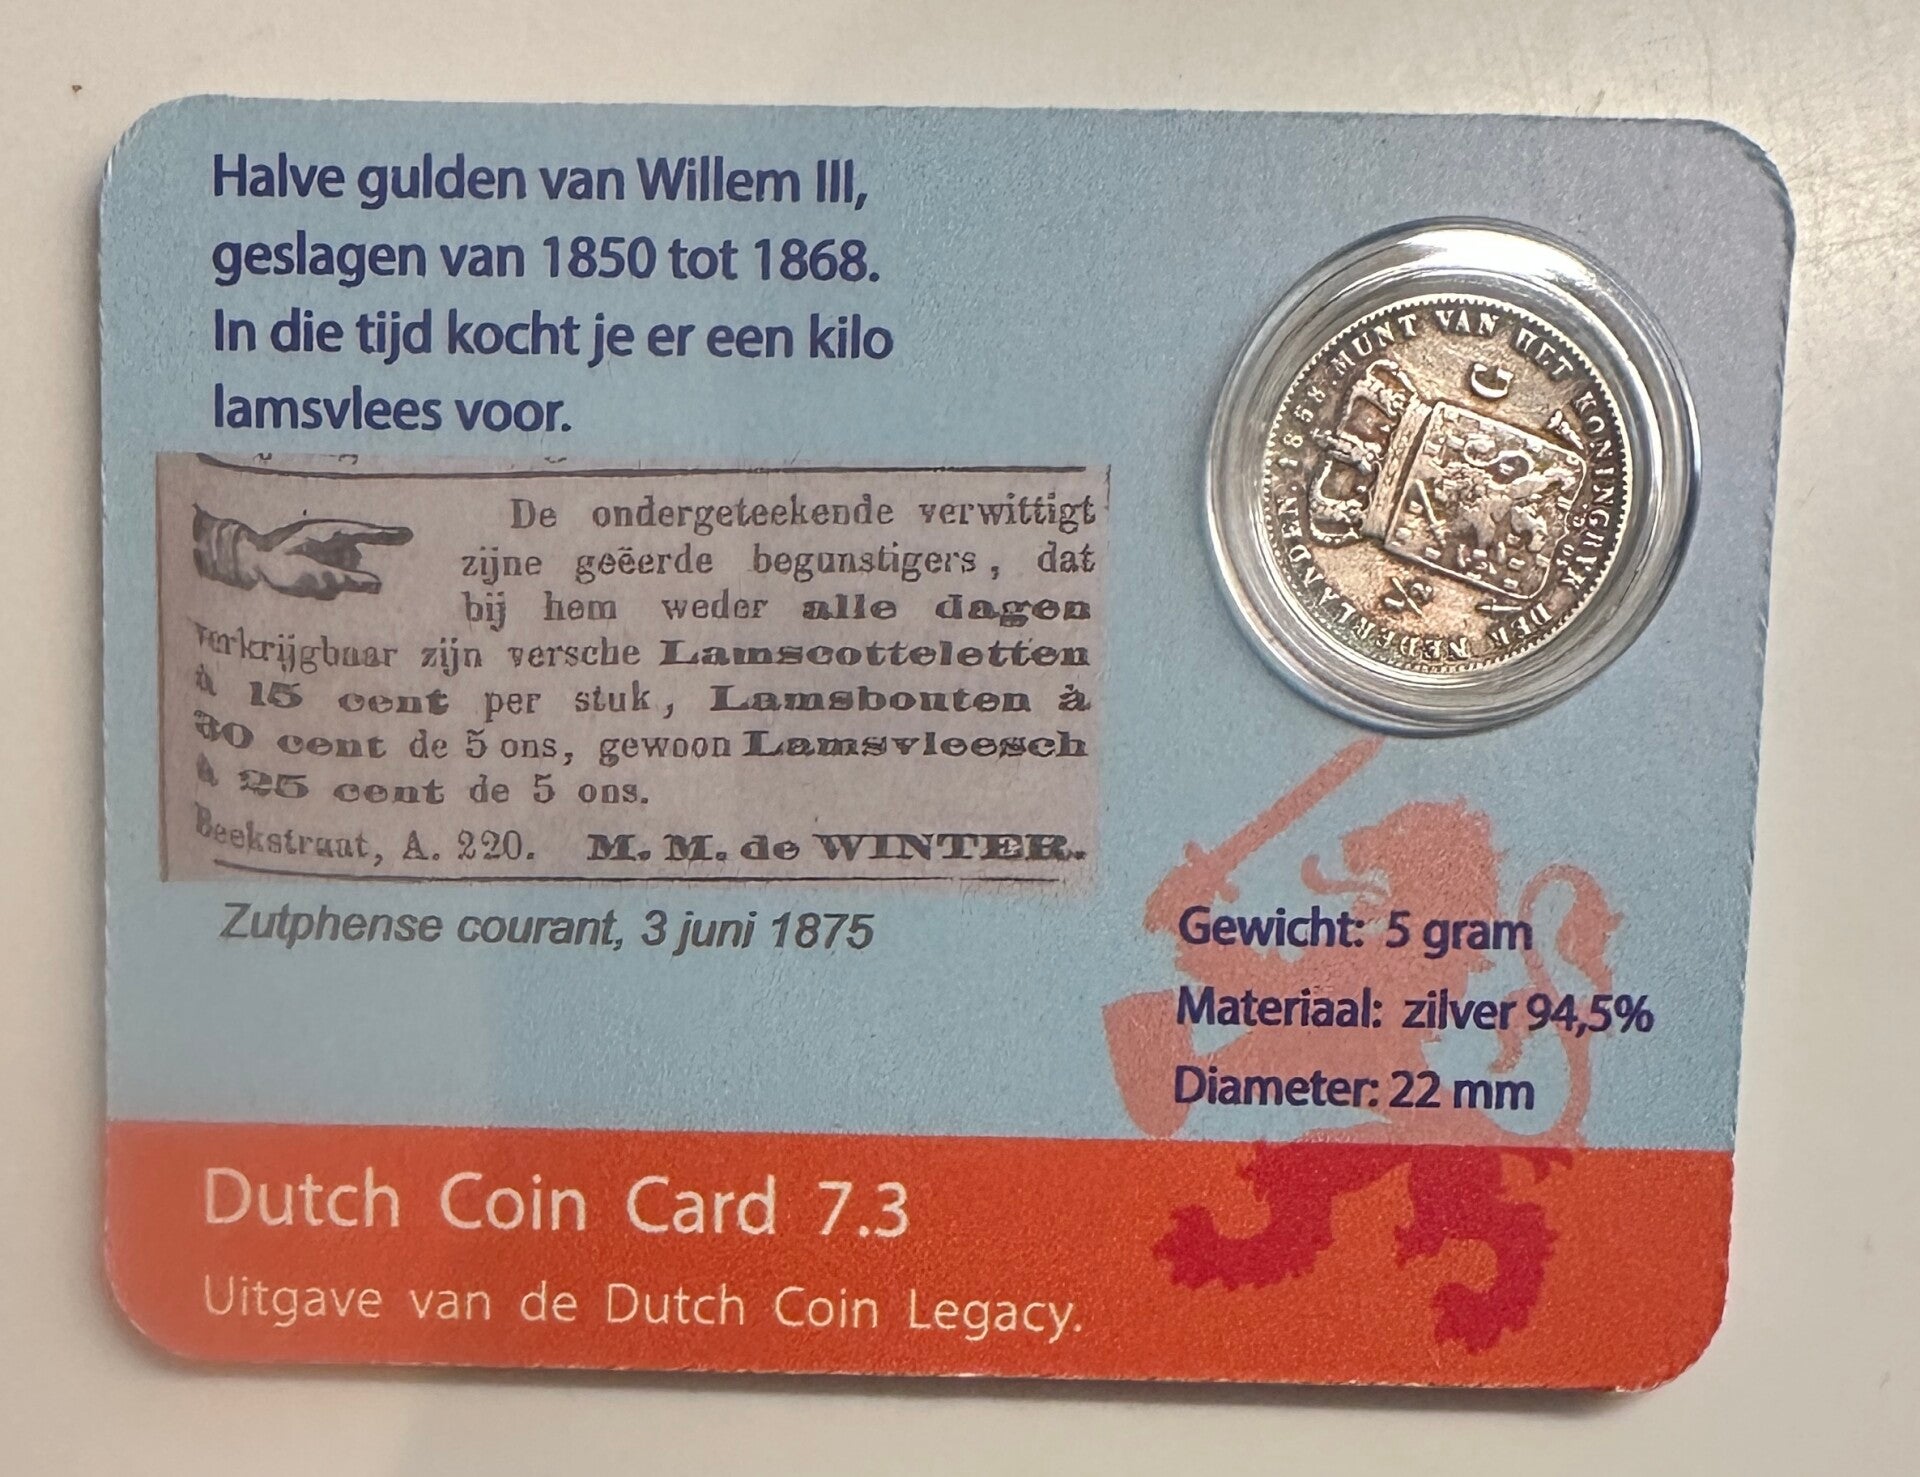 Halve gulden van Willem III,
geslagen van 1850 tot 1868.
In die tijd kocht je er een kilo
lamsvlees voor.
De ondergeteekende verwittigt
zijne geëerde begunstigers, dat
bij hem weder alle dagen
verkrijgbaar zijn versche Lamscotteletten
à 15 cent per stuk, Lamsbouten à
30 cent de 5 ons, gewoon Lamsvleesch
à 25 cent de 5 ons.
Beekstraat, A. 220. M. M. de WINTER.
Zutphense courant, 3 juni 1875
MUNT VAN HET KONINGRYK DER NEDERLANDEN. 1858.
½ G
Gewicht: 5 gram
Materiaal: zilver 94,5%
Diameter: 22 mm
Dutch Coin Card 7.3
Uitgave van de Dutch Coin Legacy.